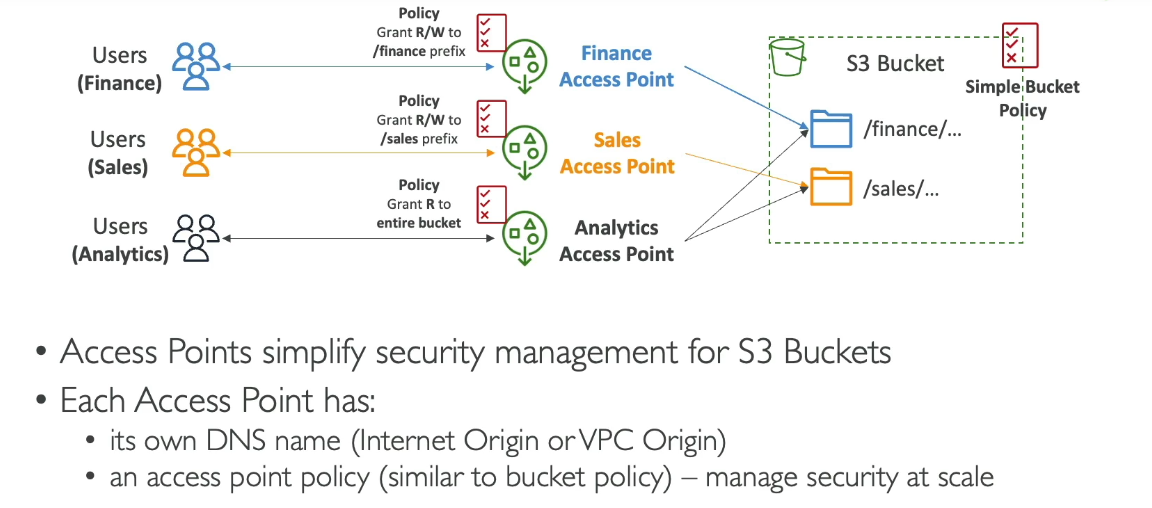 Users
(Finance)
Policy
Grant R/W to
/finance prefix
Finance
Access Point
S3 Bucket
Simple Bucket
Policy
/finance/...
Users
(Sales)
Policy
Grant R/W to
/sales prefix
Sales
Access Point
/sales/...
Users
(Analytics)
Policy
Grant R to
entire bucket
Analytics
Access Point
• Access Points simplify security management for S3 Buckets
• Each Access Point has:
• its own DNS name (Internet Origin or VPC Origin)
• an access point policy (similar to bucket policy) – manage security at scale